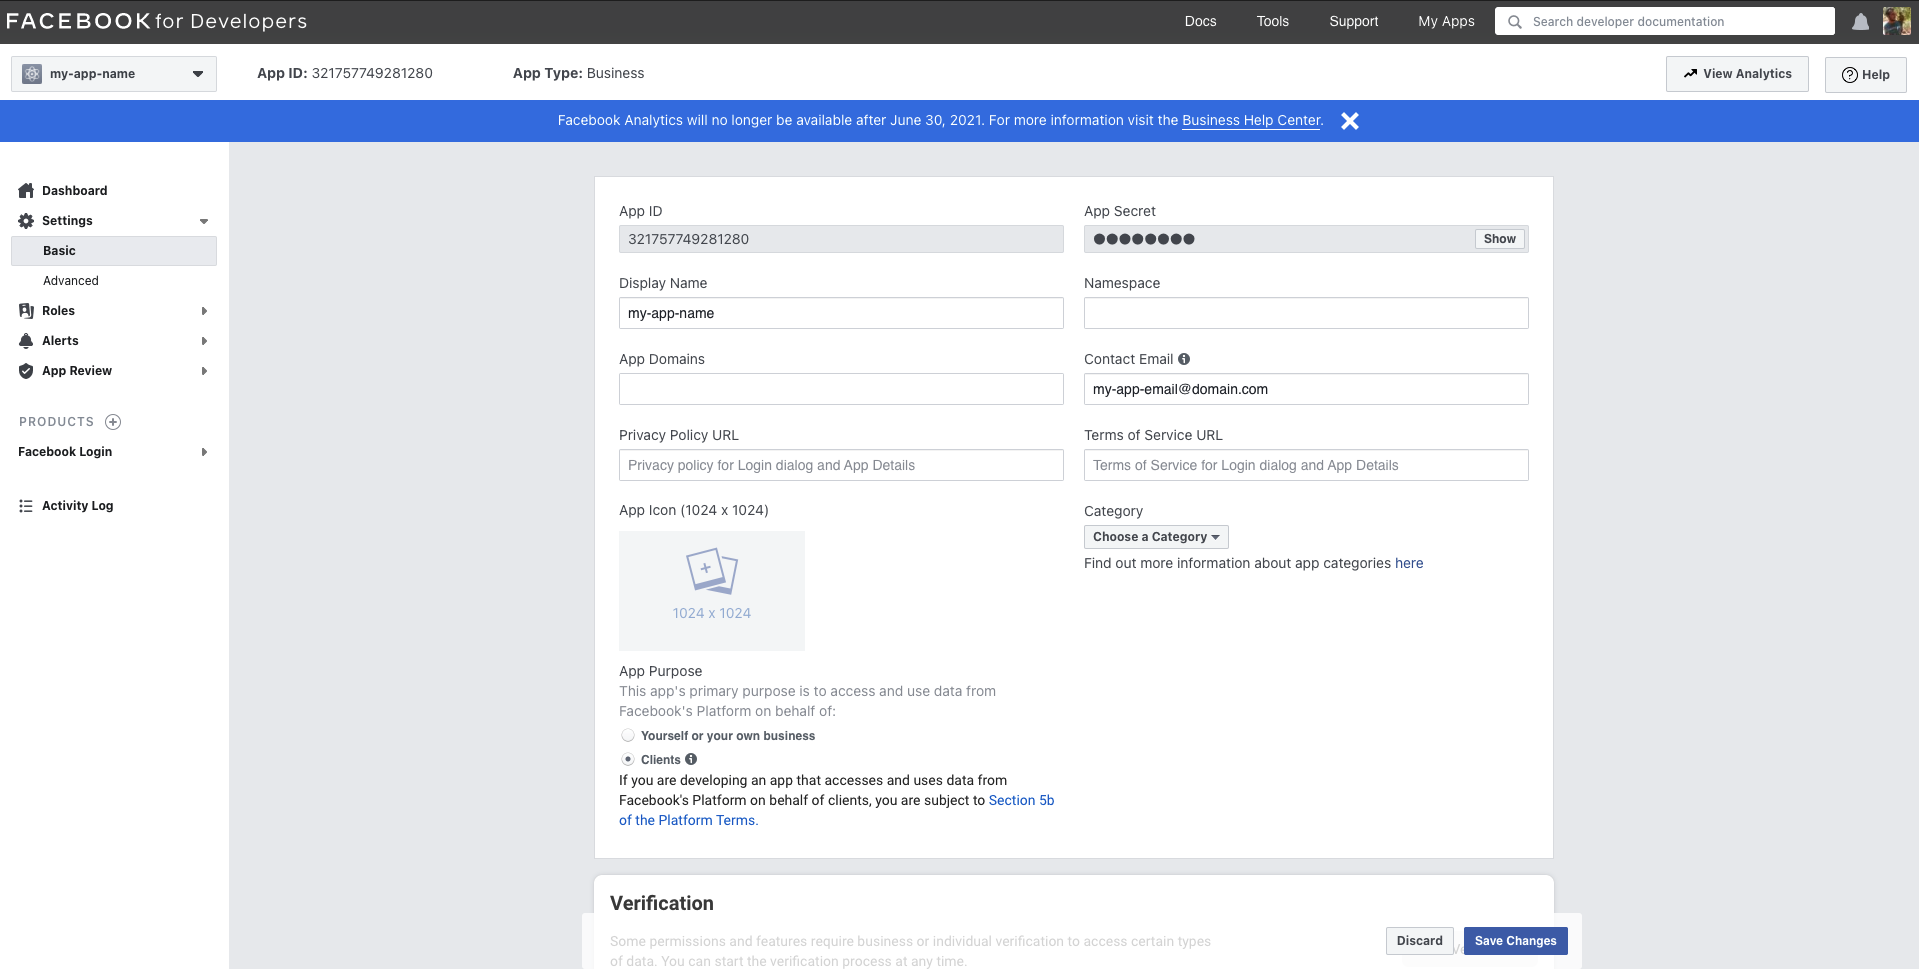 FACEBOOK for Developers
Docs
Tools
Support
My Apps
Search developer documentation
my-app-name
App ID: 321757749281280
App Type: Business
View Analytics
Help
Facebook Analytics will no longer be available after June 30, 2021. For more information visit the Business Help Center.
Dashboard
Settings
Basic
Advanced
Roles
Alerts
App Review
PRODUCTS
Facebook Login
Activity Log
App ID
321757749281280
App Secret
Show
Display Name
my-app-name
Namespace
App Domains
Contact Email
my-app-email@domain.com
Privacy Policy URL
Privacy policy for Login dialog and App Details
Terms of Service URL
Terms of Service for Login dialog and App Details
App Icon (1024 x 1024)
1024 x 1024
Category
Choose a Category
Find out more information about app categories here
App Purpose
This app's primary purpose is to access and use data from
Facebook's Platform on behalf of:
Yourself or your own business
Clients
If you are developing an app that accesses and uses data from
Facebook's Platform on behalf of clients, you are subject to Section 5b
of the Platform Terms.
Verification
Some permissions and features require business or individual verification to access certain types
of data. You can start the verification process at any time.
Discard
Save Changes